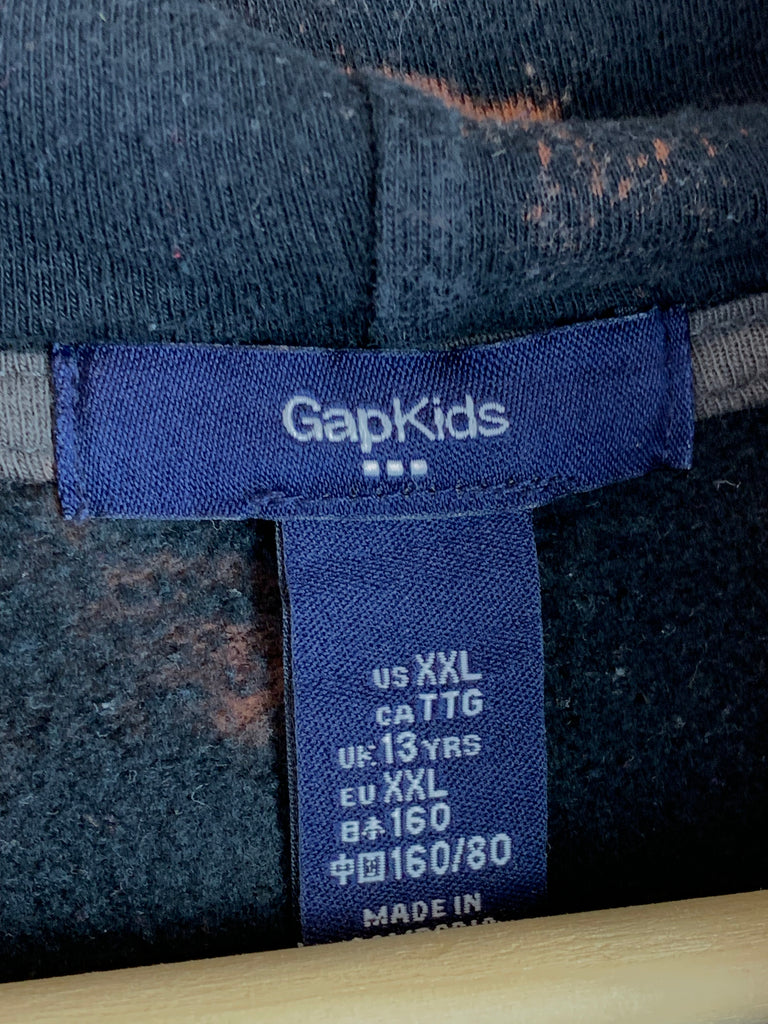 GapKids
US XXL
CA TTG
UK 13 YRS
EU XXL
日本 160
中国 160/80
MADE IN